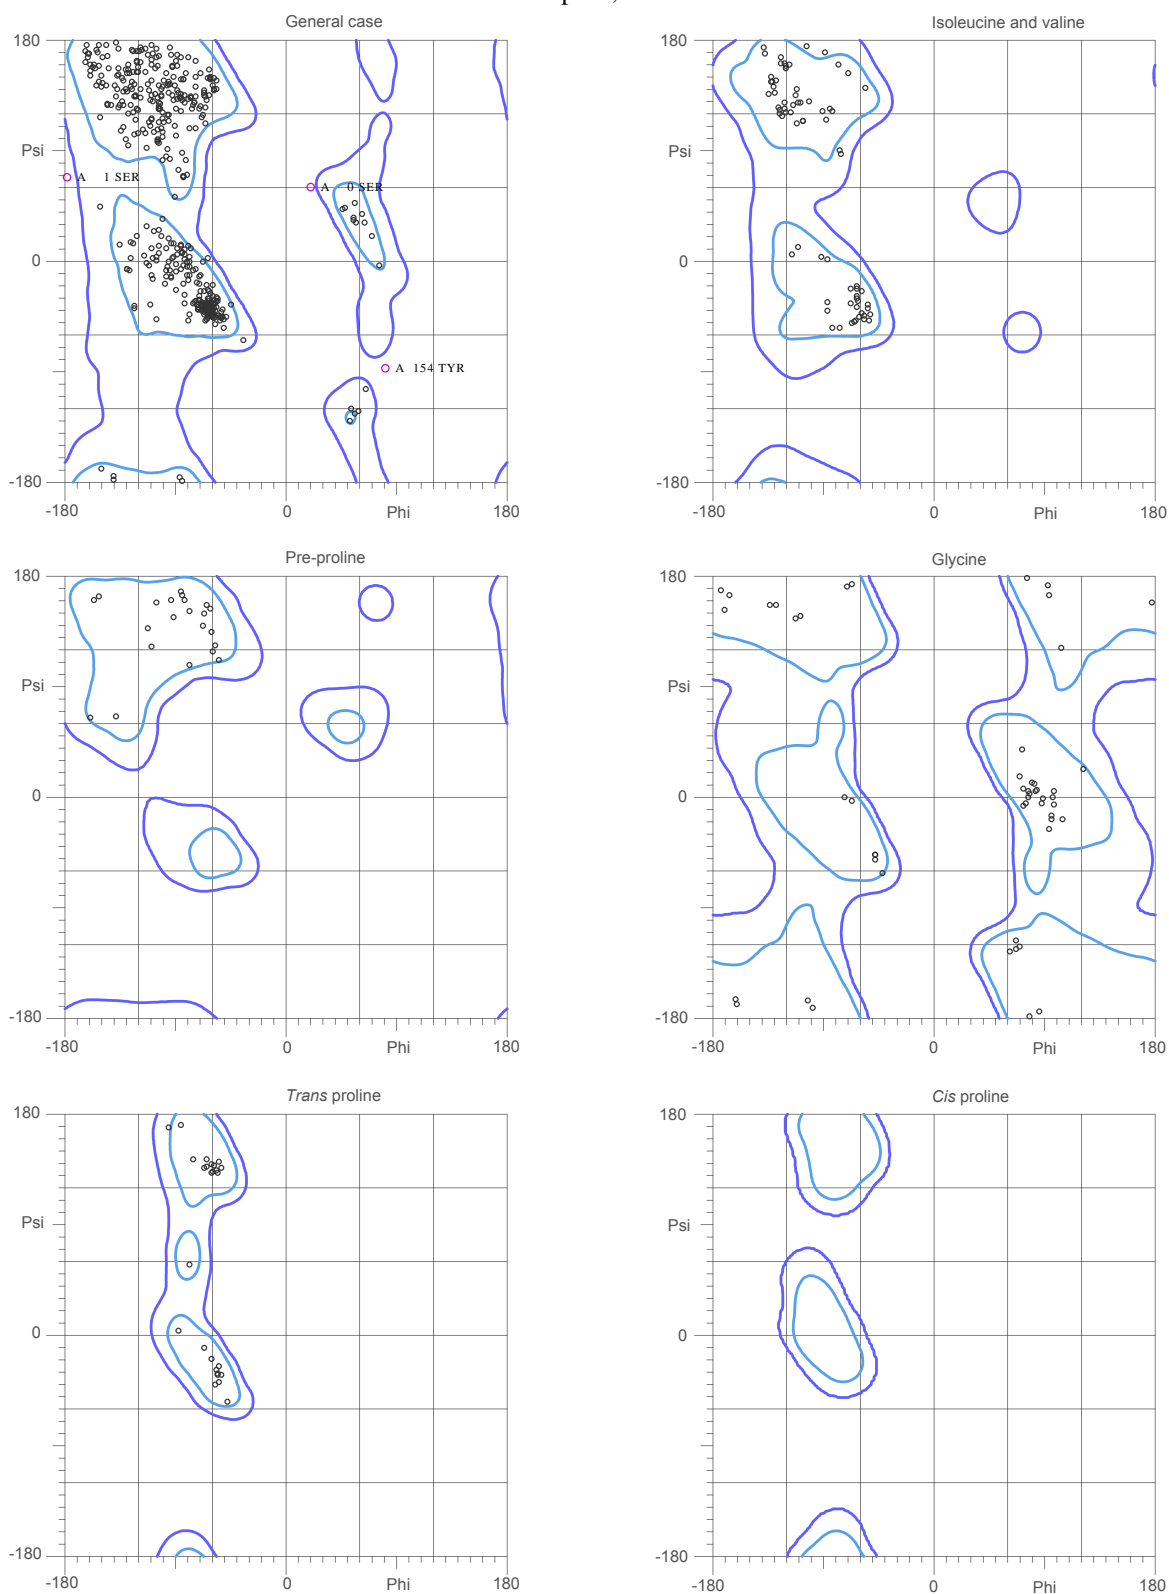 General case
Isoleucine and valine
180
Psi
0
-180
-180
0
Phi
180
A 1 SER
A 0 SER
A 154 TYR
180
Psi
0
-180
-180
0
Phi
180
Pre-proline
Glycine
180
Psi
0
-180
-180
0
Phi
180
180
Psi
0
-180
-180
0
Phi
180
Trans proline
Cis proline
180
Psi
0
-180
-180
0
Phi
180
180
Psi
0
-180
-180
0
Phi
180